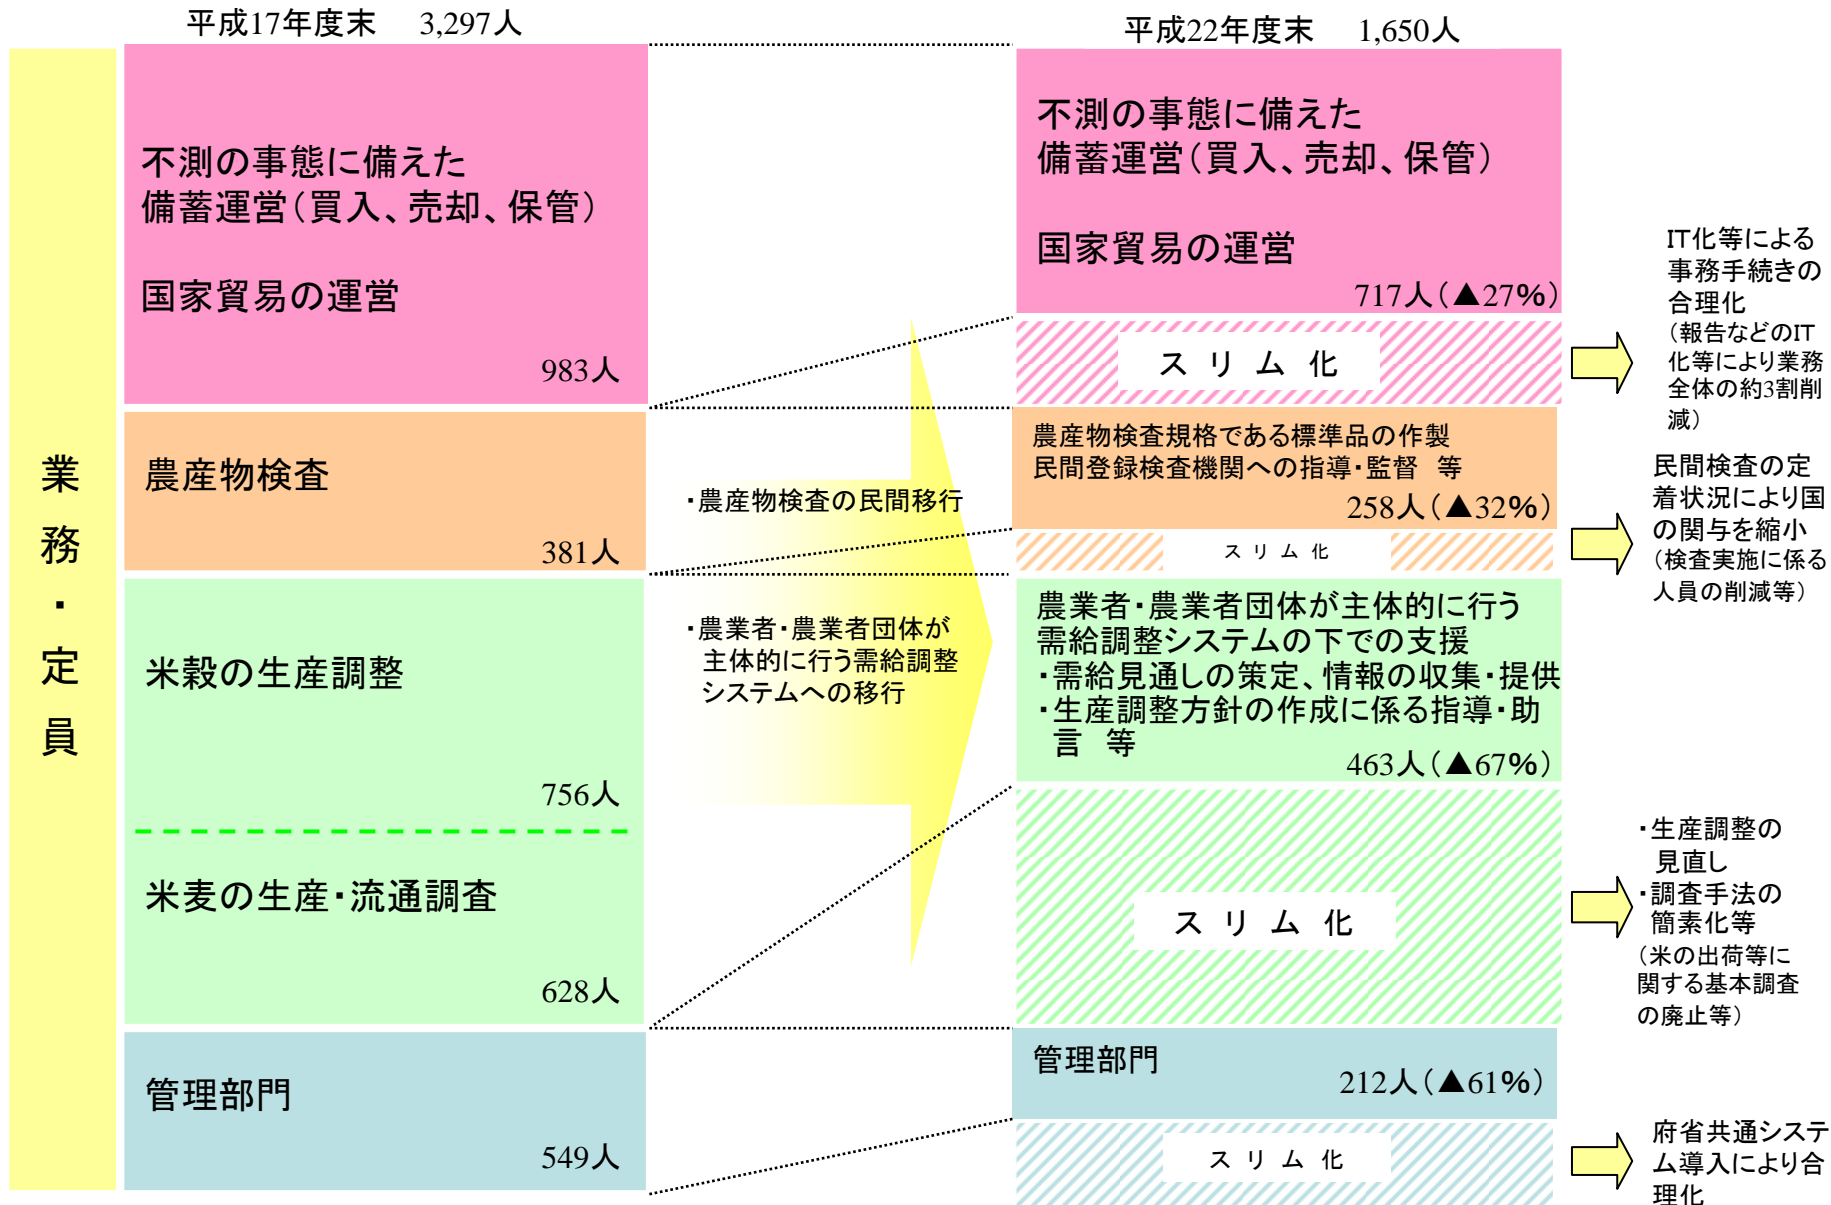 平成17年度末　3,297人
平成22年度末　1,650人
業務・定員
不測の事態に備えた
備蓄運営（買入、売却、保管）
国家貿易の運営
983人
農産物検査
381人
米穀の生産調整
756人
米麦の生産・流通調査
628人
管理部門
549人
・農産物検査の民間移行
・農業者・農業者団体が
主体的に行う需給調整
システムへの移行
不測の事態に備えた
備蓄運営（買入、売却、保管）
国家貿易の運営
717人（▲27%）
スリム化
農産物検査規格である標準品の作製
民間登録検査機関への指導・監督　等
258人（▲32%）
スリム化
農業者・農業者団体が主体的に行う
需給調整システムの下での支援
・需給見通しの策定、情報の収集・提供
・生産調整方針の作成に係る指導・助
言　等
463人（▲67%）
スリム化
管理部門
212人（▲61%）
スリム化
IT化等による
事務手続きの
合理化
（報告などのIT
化等により業務
全体の約3割削
減）
民間検査の定
着状況により国
の関与を縮小
（検査実施に係る
人員の削減等）
・生産調整の
見直し
・調査手法の
簡素化等
（米の出荷等に
関する基本調査
の廃止等）
府省共通システ
ム導入により合
理化